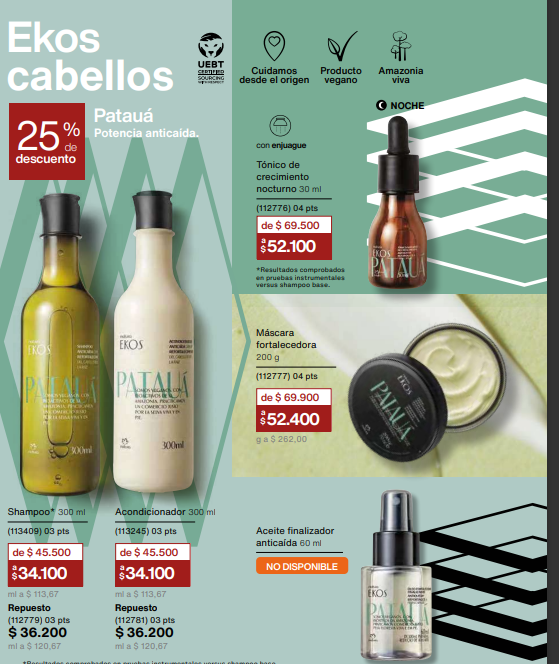 Ekos
cabellos
UEBT
CERTIFIED
SOURCING
WITH RESPECT
25% de
descuento
Patauá
Potencia anticaída.
Cuidamos
desde el origen
Producto
vegano
Amazonia
viva
NOCHE
con enjuague
Tónico de
crecimiento
nocturno 30 ml
(112776) 04 pts
de $ 69.500
a $ 52.100
*Resultados comprobados
en pruebas instrumentales
versus shampoo base.
EKOS
PATAUÁ
Máscara
fortalecedora
200 g
(112777) 04 pts
de $ 69.900
a $ 52.400
g a $ 262,00
EKOS
PATAUÁ
EKOS
PATAUÁ
300ml
EKOS
PATAUÁ
300ml
Shampoo* 300 ml
(113409) 03 pts
de $ 45.500
a $ 34.100
ml a $ 113,67
Repuesto
(112779) 03 pts
$ 36.200
ml a $ 120,67
Acondicionador 300 ml
(113245) 03 pts
de $ 45.500
a $ 34.100
ml a $ 113,67
Repuesto
(112781) 03 pts
$ 36.200
ml a $ 120,67
Aceite finalizador
anticaída 60 ml
NO DISPONIBLE
EKOS
PATAUÁ
*Resultados comprobados en pruebas instrumentales versus shampoo base.